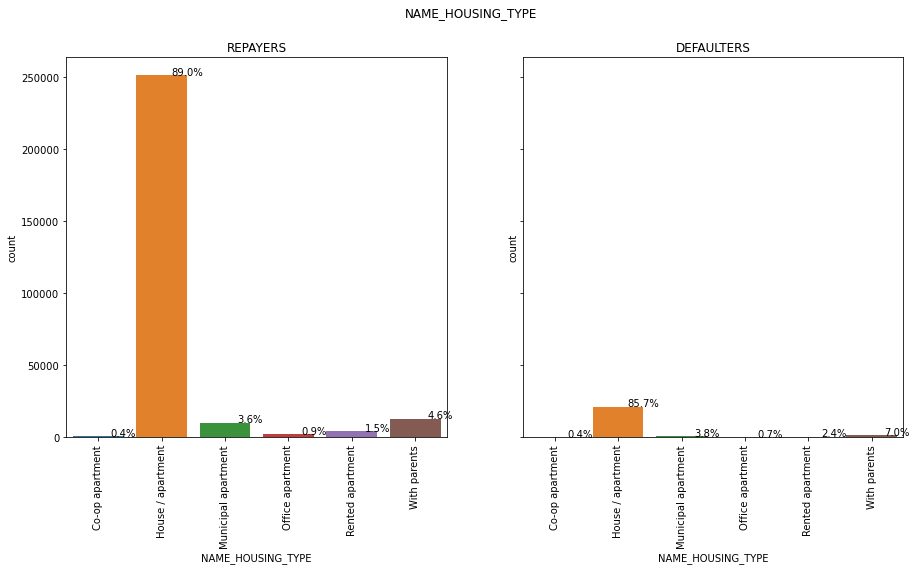 NAME_HOUSING_TYPE
REPAYERS
count
250000
200000
150000
100000
50000
0
0.4%
89.0%
3.6%
0.9%
1.5%
4.6%
Co-op apartment
House / apartment
Municipal apartment
Office apartment
Rented apartment
With parents
NAME_HOUSING_TYPE
DEFAULTERS
count
0.4%
85.7%
3.8%
0.7%
2.4%
7.0%
Co-op apartment
House / apartment
Municipal apartment
Office apartment
Rented apartment
With parents
NAME_HOUSING_TYPE